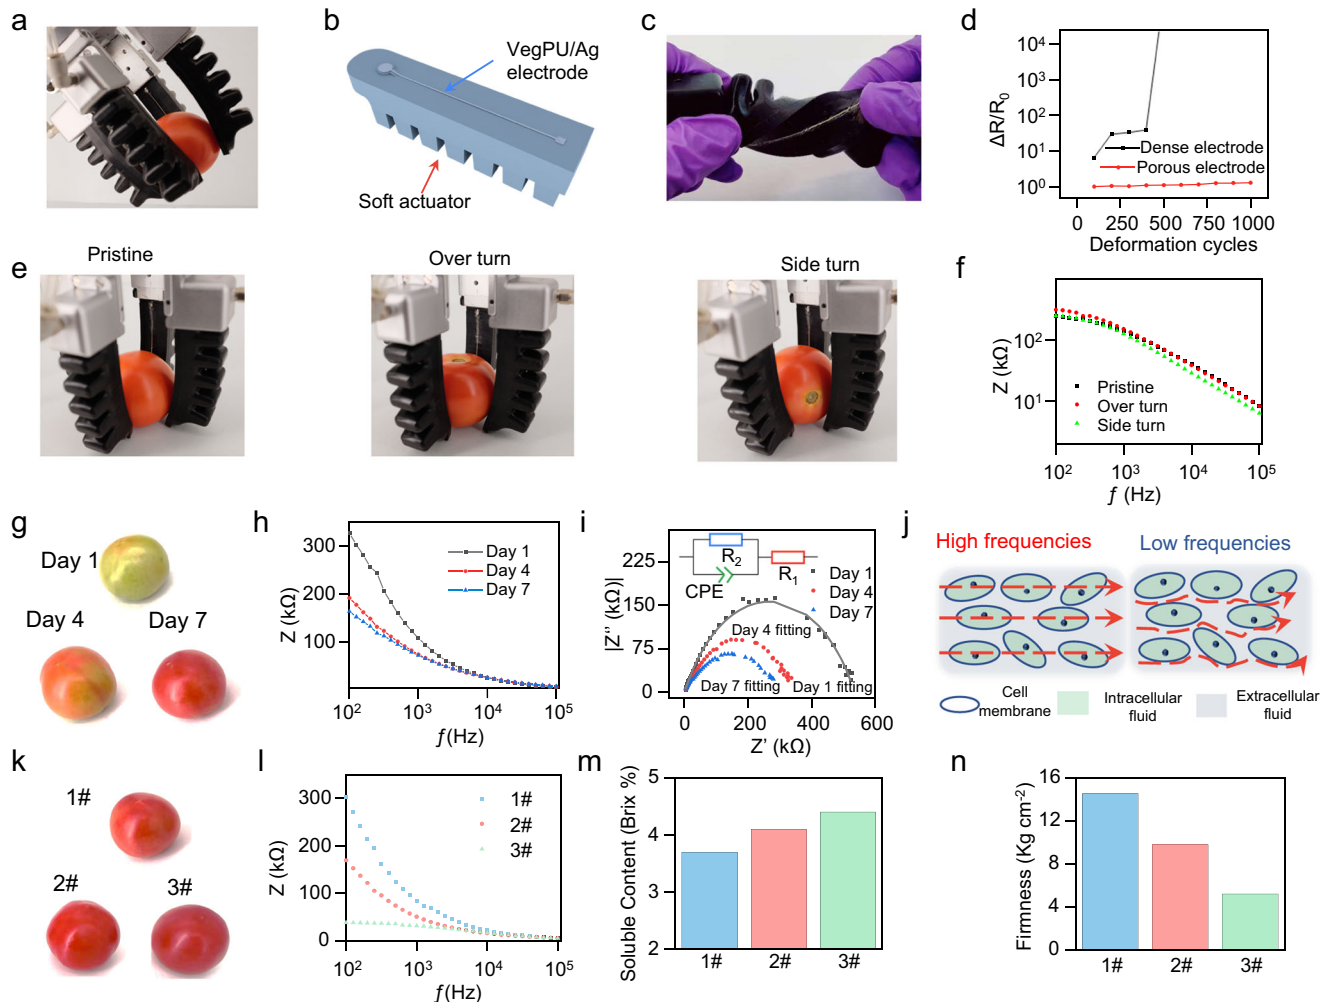 a
b
VegPU/Ag
electrode
Soft actuator
c
d
ΔR/R₀
10⁴
10³
10²
10¹
10⁰
Dense electrode
Porous electrode
0 250 500 750 1000
Deformation cycles
e
Pristine
Over turn
Side turn
f
Z (kΩ)
10²
10¹
Pristine
Over turn
Side turn
10² 10³ 10⁴ 10⁵
ƒ (Hz)
g
Day 1
Day 4
Day 7
h
Z (kΩ)
300
200
100
Day 1
Day 4
Day 7
10² 10³ 10⁴ 10⁵
ƒ(Hz)
i
|Z''| (kΩ)|
225
150
75
0
R₂
CPE
R₁
Day 1
Day 4
Day 7
Day 4 fitting
Day 7 fitting
Day 1 fitting
0 200 400 600
Z' (kΩ)
j
High frequencies
Low frequencies
Cell
membrane
Intracellular
fluid
Extracellular
fluid
k
1#
2#
3#
l
Z (kΩ)
300
200
100
0
1#
2#
3#
10² 10³ 10⁴ 10⁵
ƒ(Hz)
m
Soluble Content (Brix %)
5
4
3
2
1# 2# 3#
n
Firmness (Kg cm⁻²)
16
12
8
4
0
1# 2# 3#